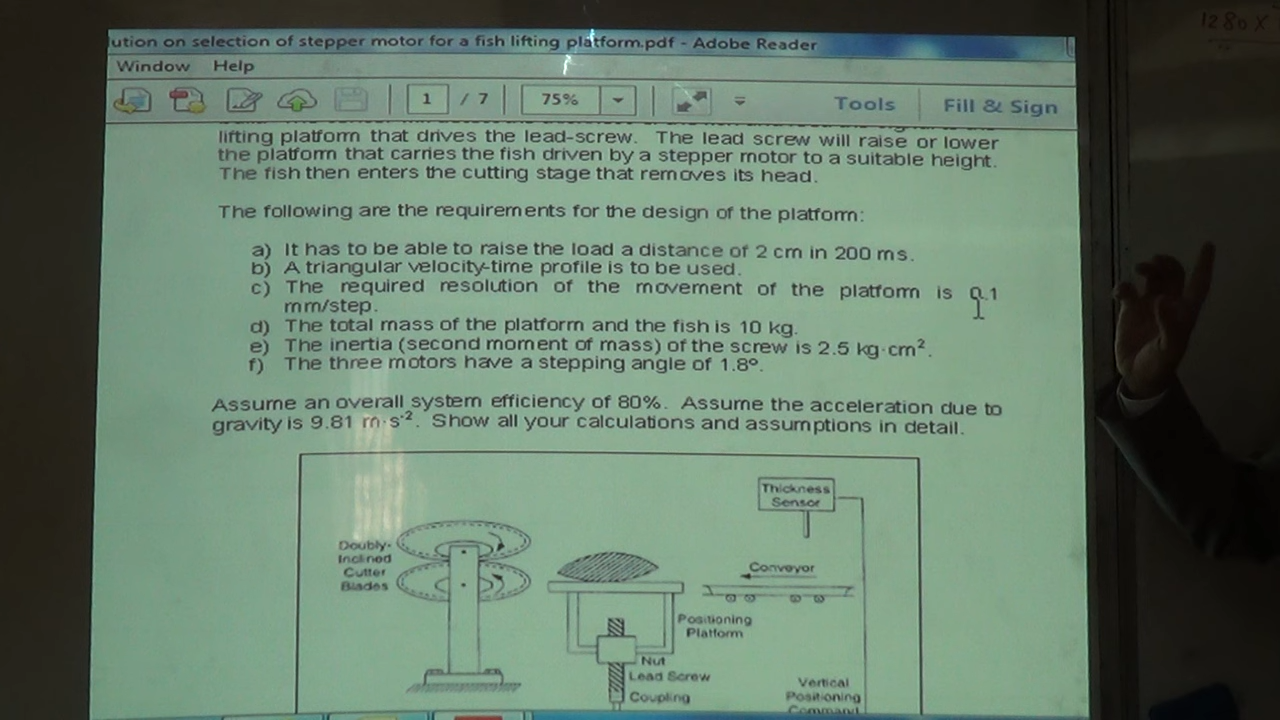 1280 X
ution on selection of stepper motor for a fish lifting platform.pdf - Adobe Reader
Window Help
1 / 7 75% Tools Fill & Sign
lifting platform that drives the lead-screw. The lead screw will raise or lower
the platform that carries the fish driven by a stepper motor to a suitable height.
The fish then enters the cutting stage that removes its head.
The following are the requirements for the design of the platform:
a) It has to be able to raise the load a distance of 2 cm in 200 ms.
b) A triangular velocity-time profile is to be used.
c) The required resolution of the movement of the platform is 0.1
mm/step.
d) The total mass of the platform and the fish is 10 kg.
e) The inertia (second moment of mass) of the screw is 2.5 kg·cm².
f) The three motors have a stepping angle of 1.8º.
Assume an overall system efficiency of 80%. Assume the acceleration due to
gravity is 9.81 m·s⁻². Show all your calculations and assumptions in detail.
Thickness
Sensor
Doubly-
Inclined
Cutter
Blades
Conveyor
Positioning
Platform
Nut
Lead Screw
Coupling
Vertical
Positioning
Command